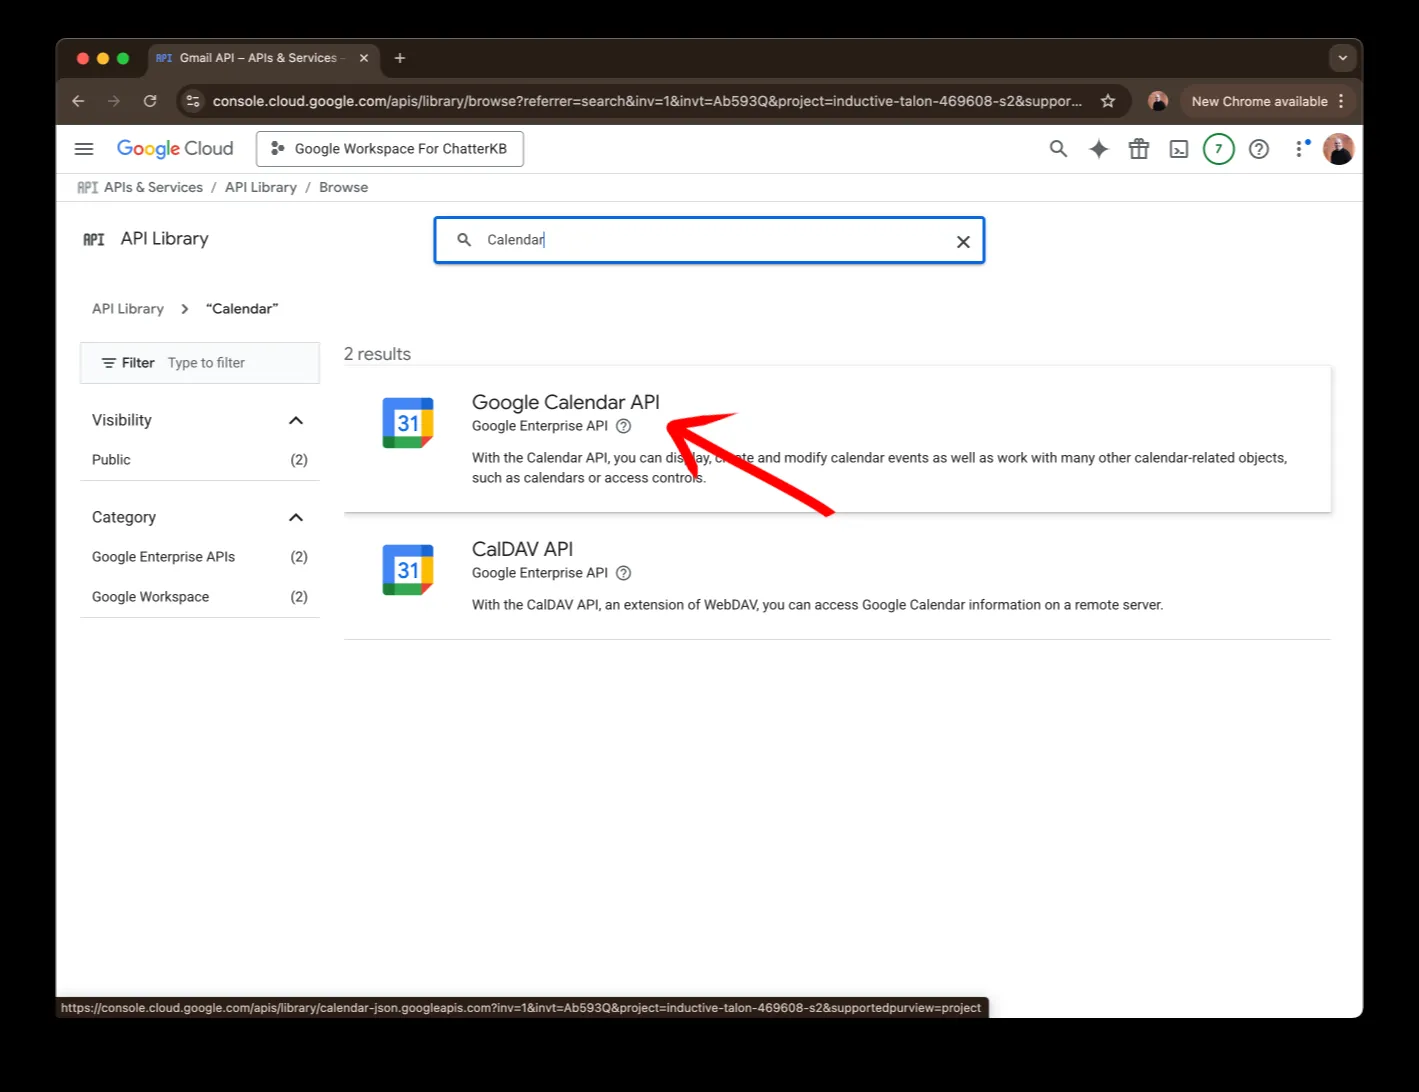 API Gmail API – APIs & Services –
console.cloud.google.com/apis/library/browse?referrer=search&inv=1&invt=Ab593Q&project=inductive-talon-469608-s2&suppor...
New Chrome available
Google Cloud
Google Workspace For ChatterKB
7
API APIs & Services / API Library / Browse
API API Library
Calendar
API Library > “Calendar”
Filter Type to filter
2 results
Visibility
Public (2)
Category
Google Enterprise APIs (2)
Google Workspace (2)
31
Google Calendar API
Google Enterprise API
With the Calendar API, you can display, create and modify calendar events as well as work with many other calendar-related objects,
such as calendars or access controls.
31
CalDAV API
Google Enterprise API
With the CalDAV API, an extension of WebDAV, you can access Google Calendar information on a remote server.
https://console.cloud.google.com/apis/library/calendar-json.googleapis.com?inv=1&invt=Ab593Q&project=inductive-talon-469608-s2&supportedpurview=project